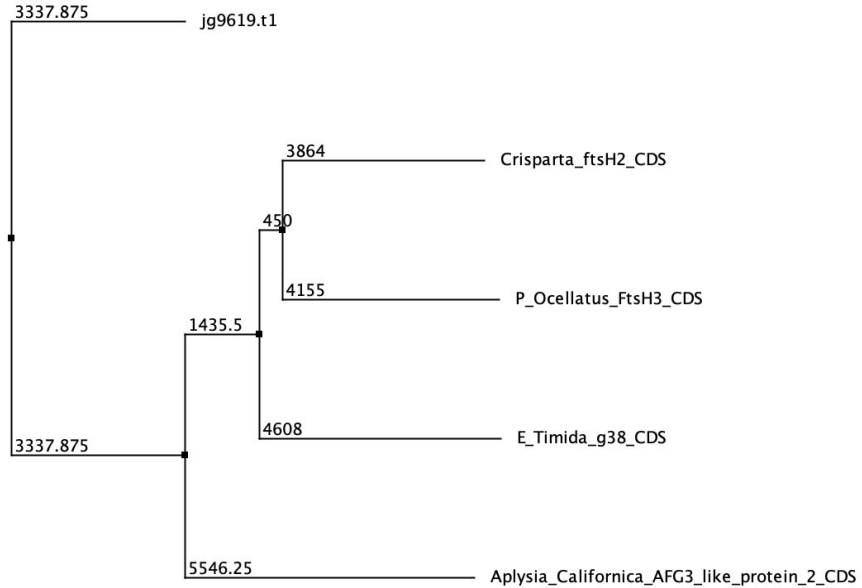 3337.875
jg9619.t1
3864
Crisparta_ftsH2_CDS
450
4155
P_Ocellatus_FtsH3_CDS
1435.5
4608
E_Timida_g38_CDS
3337.875
5546.25
Aplysia_Californica_AFG3_like_protein_2_CDS